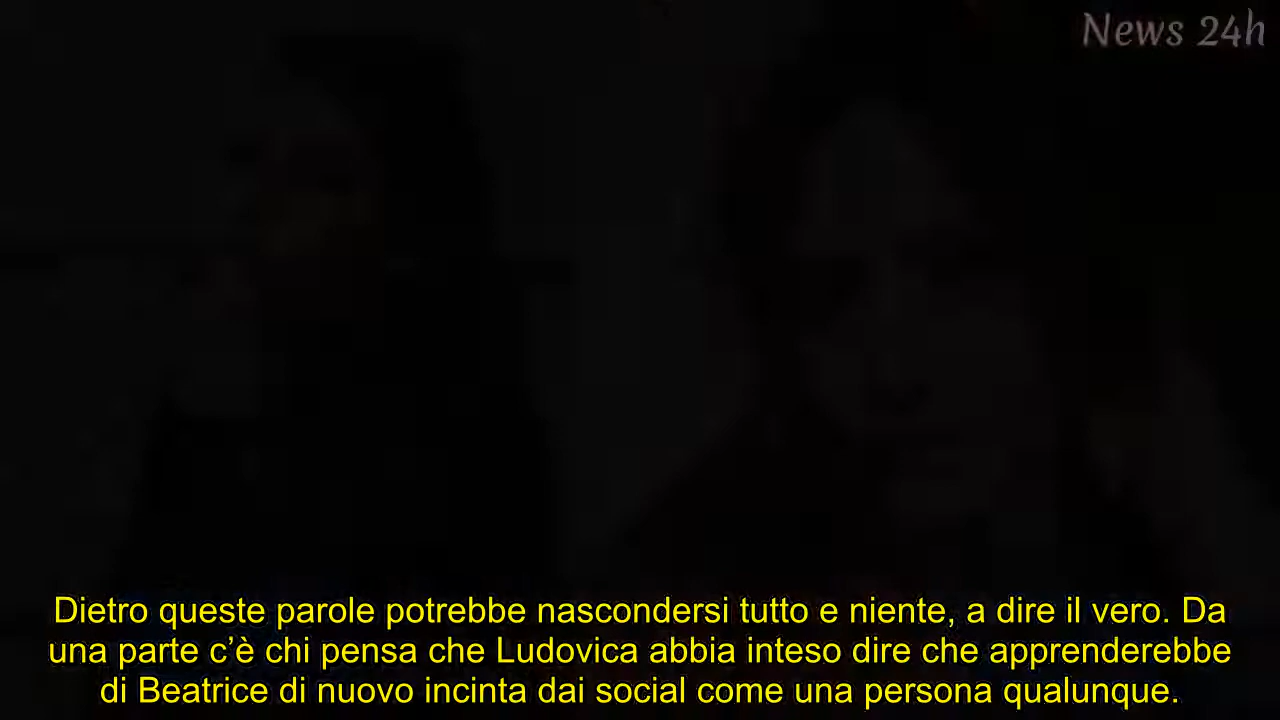 News 24h
Dietro queste parole potrebbe nascondersi tutto e niente, a dire il vero. Da
una parte c’è chi pensa che Ludovica abbia inteso dire che apprenderebbe
di Beatrice di nuovo incinta dai social come una persona qualunque.